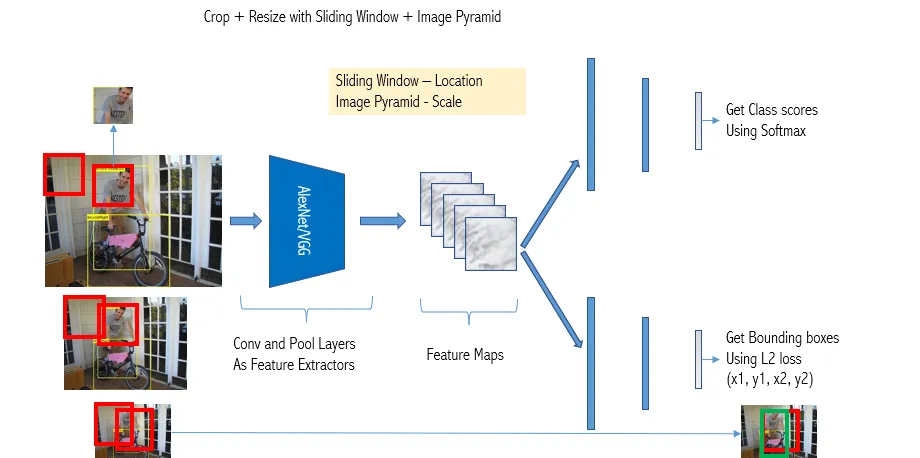 Crop + Resize with Sliding Window + Image Pyramid
Sliding Window – Location
Image Pyramid - Scale
AlexNet/VGG
Conv and Pool Layers
As Feature Extractors
Feature Maps
Get Class scores
Using Softmax
Get Bounding boxes
Using L2 loss
(x1, y1, x2, y2)